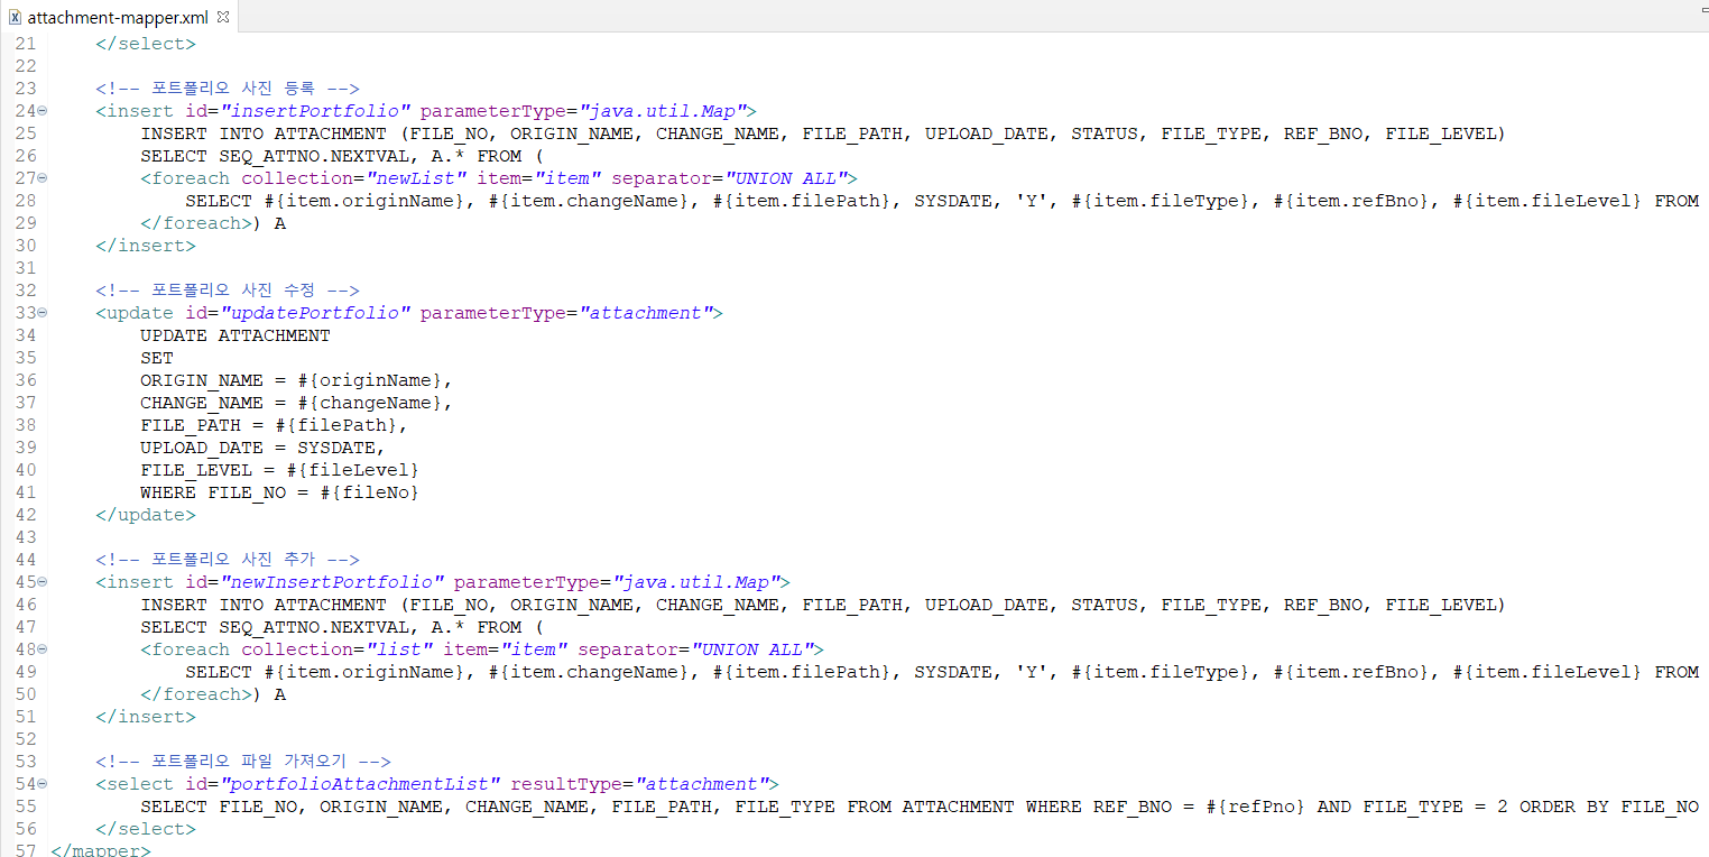 attachment-mapper.xml
21 </select>
22
23 <!-- 포트폴리오 사진 등록 -->
24 <insert id="insertPortfolio" parameterType="java.util.Map">
25 INSERT INTO ATTACHMENT (FILE_NO, ORIGIN_NAME, CHANGE_NAME, FILE_PATH, UPLOAD_DATE, STATUS, FILE_TYPE, REF_BNO, FILE_LEVEL)
26 SELECT SEQ_ATTNO.NEXTVAL, A.* FROM (
27 <foreach collection="newList" item="item" separator="UNION ALL">
28 SELECT #{item.originName}, #{item.changeName}, #{item.filePath}, SYSDATE, 'Y', #{item.fileType}, #{item.refBno}, #{item.fileLevel} FROM
29 </foreach>) A
30 </insert>
31
32 <!-- 포트폴리오 사진 수정 -->
33 <update id="updatePortfolio" parameterType="attachment">
34 UPDATE ATTACHMENT
35 SET
36 ORIGIN_NAME = #{originName},
37 CHANGE_NAME = #{changeName},
38 FILE_PATH = #{filePath},
39 UPLOAD_DATE = SYSDATE,
40 FILE_LEVEL = #{fileLevel}
41 WHERE FILE_NO = #{fileNo}
42 </update>
43
44 <!-- 포트폴리오 사진 추가 -->
45 <insert id="newInsertPortfolio" parameterType="java.util.Map">
46 INSERT INTO ATTACHMENT (FILE_NO, ORIGIN_NAME, CHANGE_NAME, FILE_PATH, UPLOAD_DATE, STATUS, FILE_TYPE, REF_BNO, FILE_LEVEL)
47 SELECT SEQ_ATTNO.NEXTVAL, A.* FROM (
48 <foreach collection="list" item="item" separator="UNION ALL">
49 SELECT #{item.originName}, #{item.changeName}, #{item.filePath}, SYSDATE, 'Y', #{item.fileType}, #{item.refBno}, #{item.fileLevel} FROM
50 </foreach>) A
51 </insert>
52
53 <!-- 포트폴리오 파일 가져오기 -->
54 <select id="portfolioAttachmentList" resultType="attachment">
55 SELECT FILE_NO, ORIGIN_NAME, CHANGE_NAME, FILE_PATH, FILE_TYPE FROM ATTACHMENT WHERE REF_BNO = #{refPno} AND FILE_TYPE = 2 ORDER BY FILE_NO
56 </select>
57 </mapper>